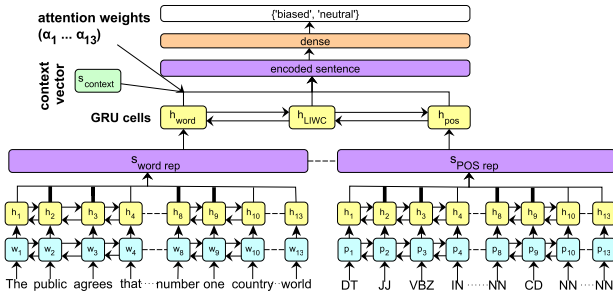 attention weights
(α1 ... α13)
{'biased', 'neutral'}
dense
encoded sentence
context vector
scontext
GRU cells
hword hLIWC hpos
sword rep sPOS rep
h1 h2 h3 h4 h8 h9 h10 h13 h1 h2 h3 h4 h8 h9 h10 h13
w1 w2 w3 w4 w8 w9 w10 w13 p1 p2 p3 p4 p8 p9 p10 p13
The public agrees that ··· number one country ··· world DT JJ VBZ IN ······ NN CD NN ····· NN